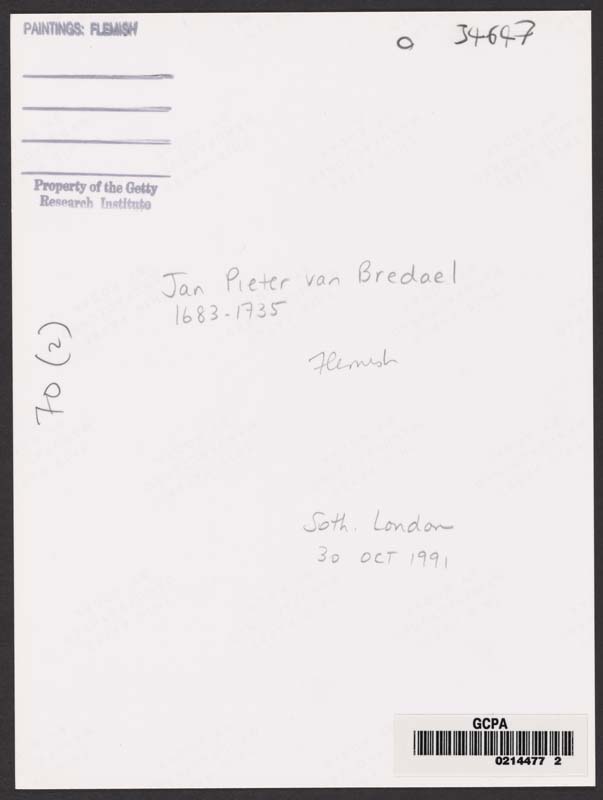 PAINTINGS: FLEMISH
34647
Property of the Getty
Research Institute
Jan Pieter van Bredael
1683-1735
Flemish
70 (2)
Soth. London
30 OCT 1991
GCPA
0214477 2